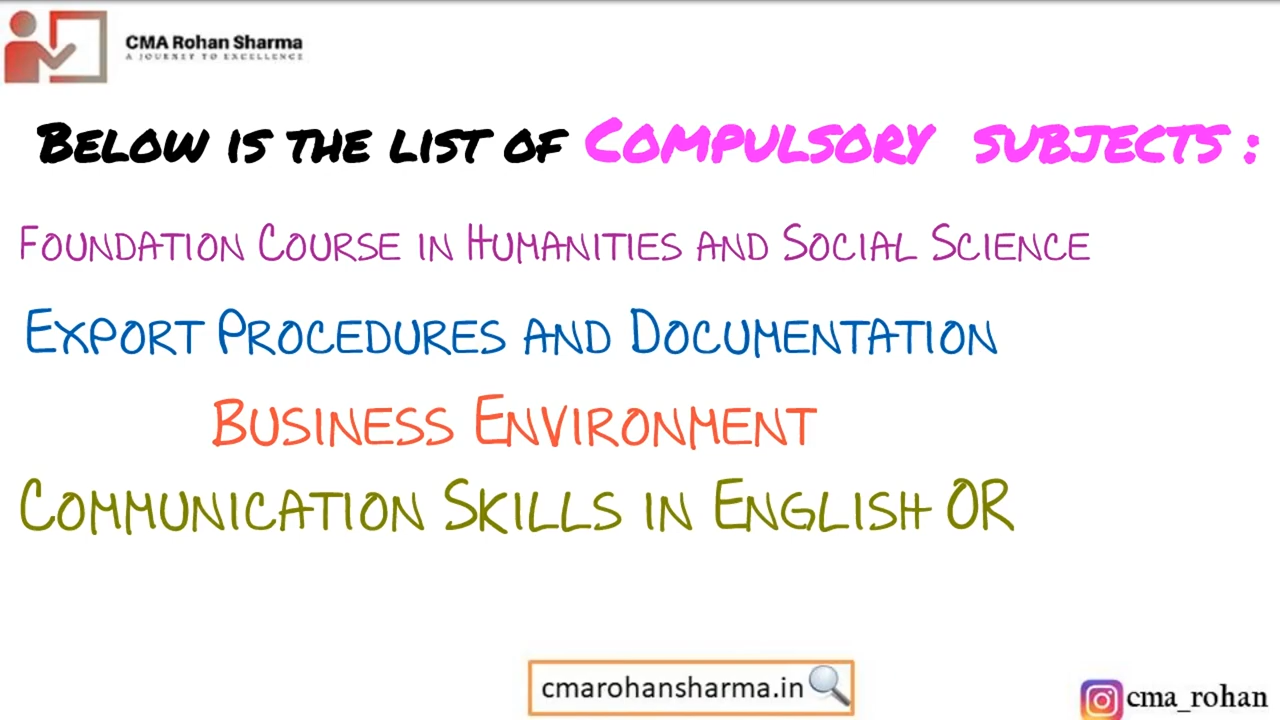 CMA Rohan Sharma
A JOURNEY TO EXCELLENCE
BELOW IS THE LIST OF COMPULSORY SUBJECTS :
FOUNDATION COURSE IN HUMANITIES AND SOCIAL SCIENCE
EXPORT PROCEDURES AND DOCUMENTATION
BUSINESS ENVIRONMENT
COMMUNICATION SKILLS IN ENGLISH OR
cmarohansharma.in
cma_rohan